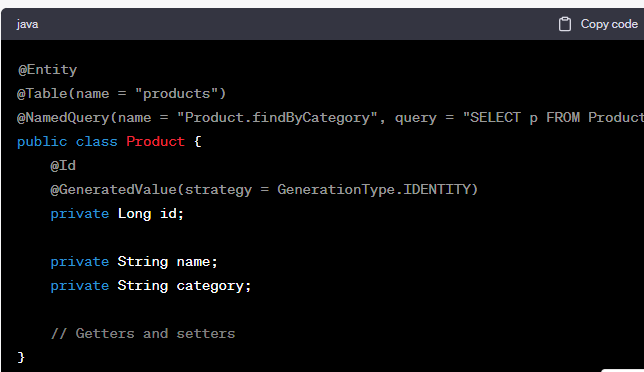 java
Copy code
@Entity
@Table(name = "products")
@NamedQuery(name = "Product.findByCategory", query = "SELECT p FROM Product
public class Product {
    @Id
    @GeneratedValue(strategy = GenerationType.IDENTITY)
    private Long id;
    private String name;
    private String category;
    // Getters and setters
}